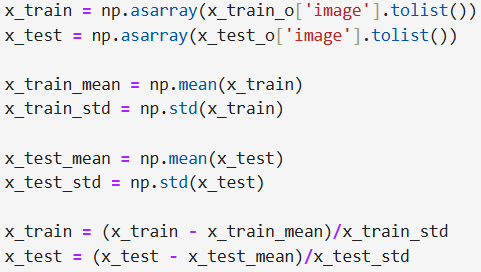 x_train = np.asarray(x_train_o['image'].tolist())
x_test = np.asarray(x_test_o['image'].tolist())
x_train_mean = np.mean(x_train)
x_train_std = np.std(x_train)
x_test_mean = np.mean(x_test)
x_test_std = np.std(x_test)
x_train = (x_train - x_train_mean)/x_train_std
x_test = (x_test - x_test_mean)/x_test_std